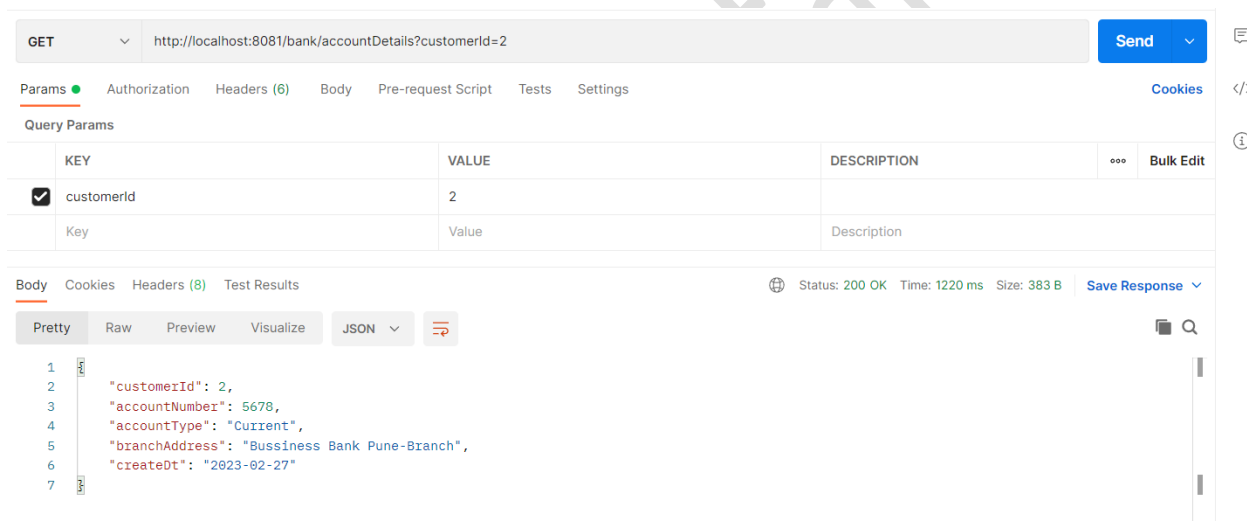 GET http://localhost:8081/bank/accountDetails?customerId=2 Send
Params Authorization Headers (6) Body Pre-request Script Tests Settings Cookies
Query Params
KEY VALUE DESCRIPTION ooo Bulk Edit
customerId 2
Key Value Description
Body Cookies Headers (8) Test Results Status: 200 OK Time: 1220 ms Size: 383 B Save Response
Pretty Raw Preview Visualize JSON
1 {
2 "customerId": 2,
3 "accountNumber": 5678,
4 "accountType": "Current",
5 "branchAddress": "Bussiness Bank Pune-Branch",
6 "createDt": "2023-02-27"
7 }